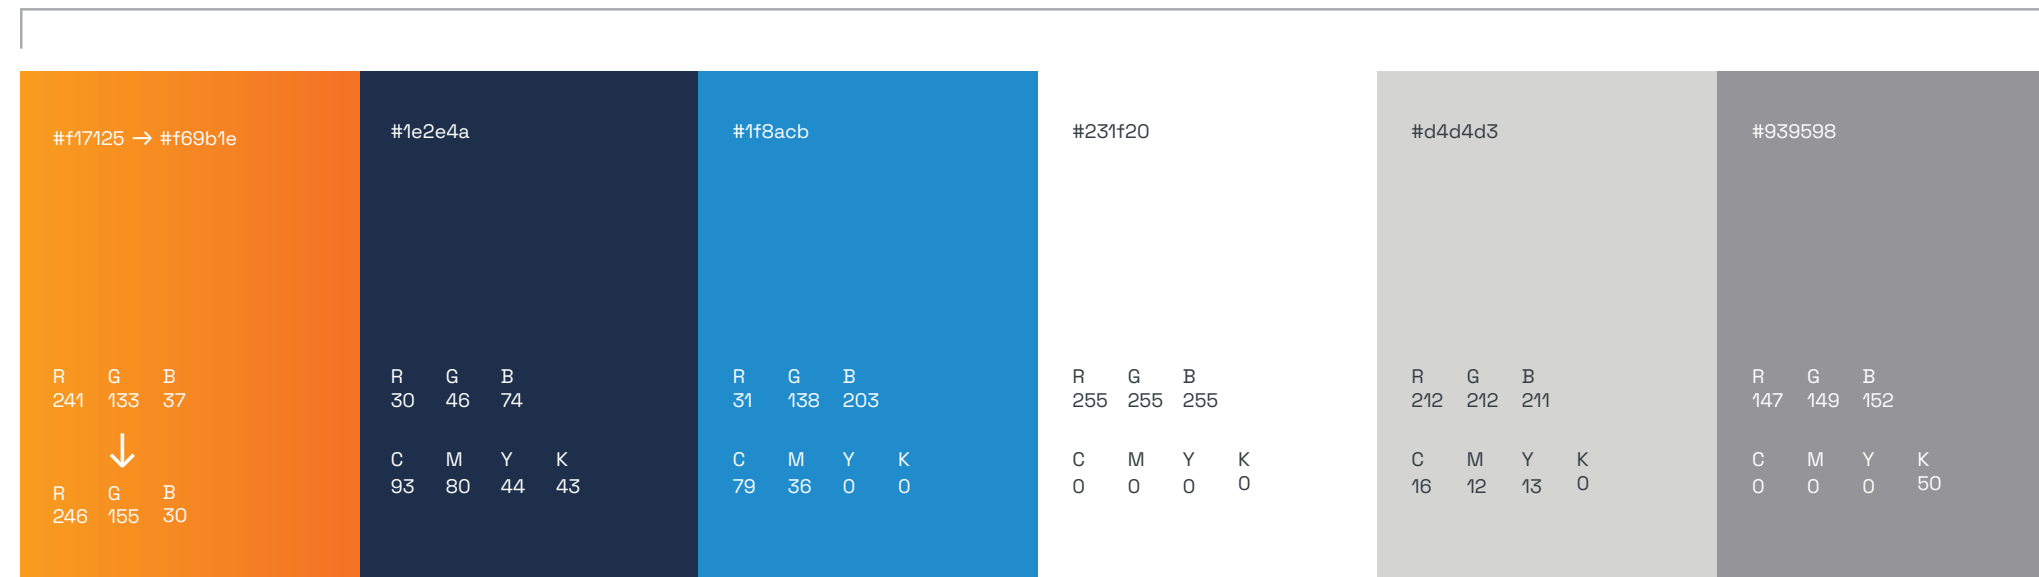 #f17125 → #f69b1e
R G B
241 133 37
↓
R G B
246 155 30
#1e2e4a
R G B
30 46 74
C M Y K
93 80 44 43
#1f8acb
R G B
31 138 203
C M Y K
79 36 0 0
#231f20
R G B
255 255 255
C M Y K
0 0 0 0
#d4d4d3
R G B
212 212 211
C M Y K
16 12 13 0
#939598
R G B
147 149 152
C M Y K
0 0 0 50